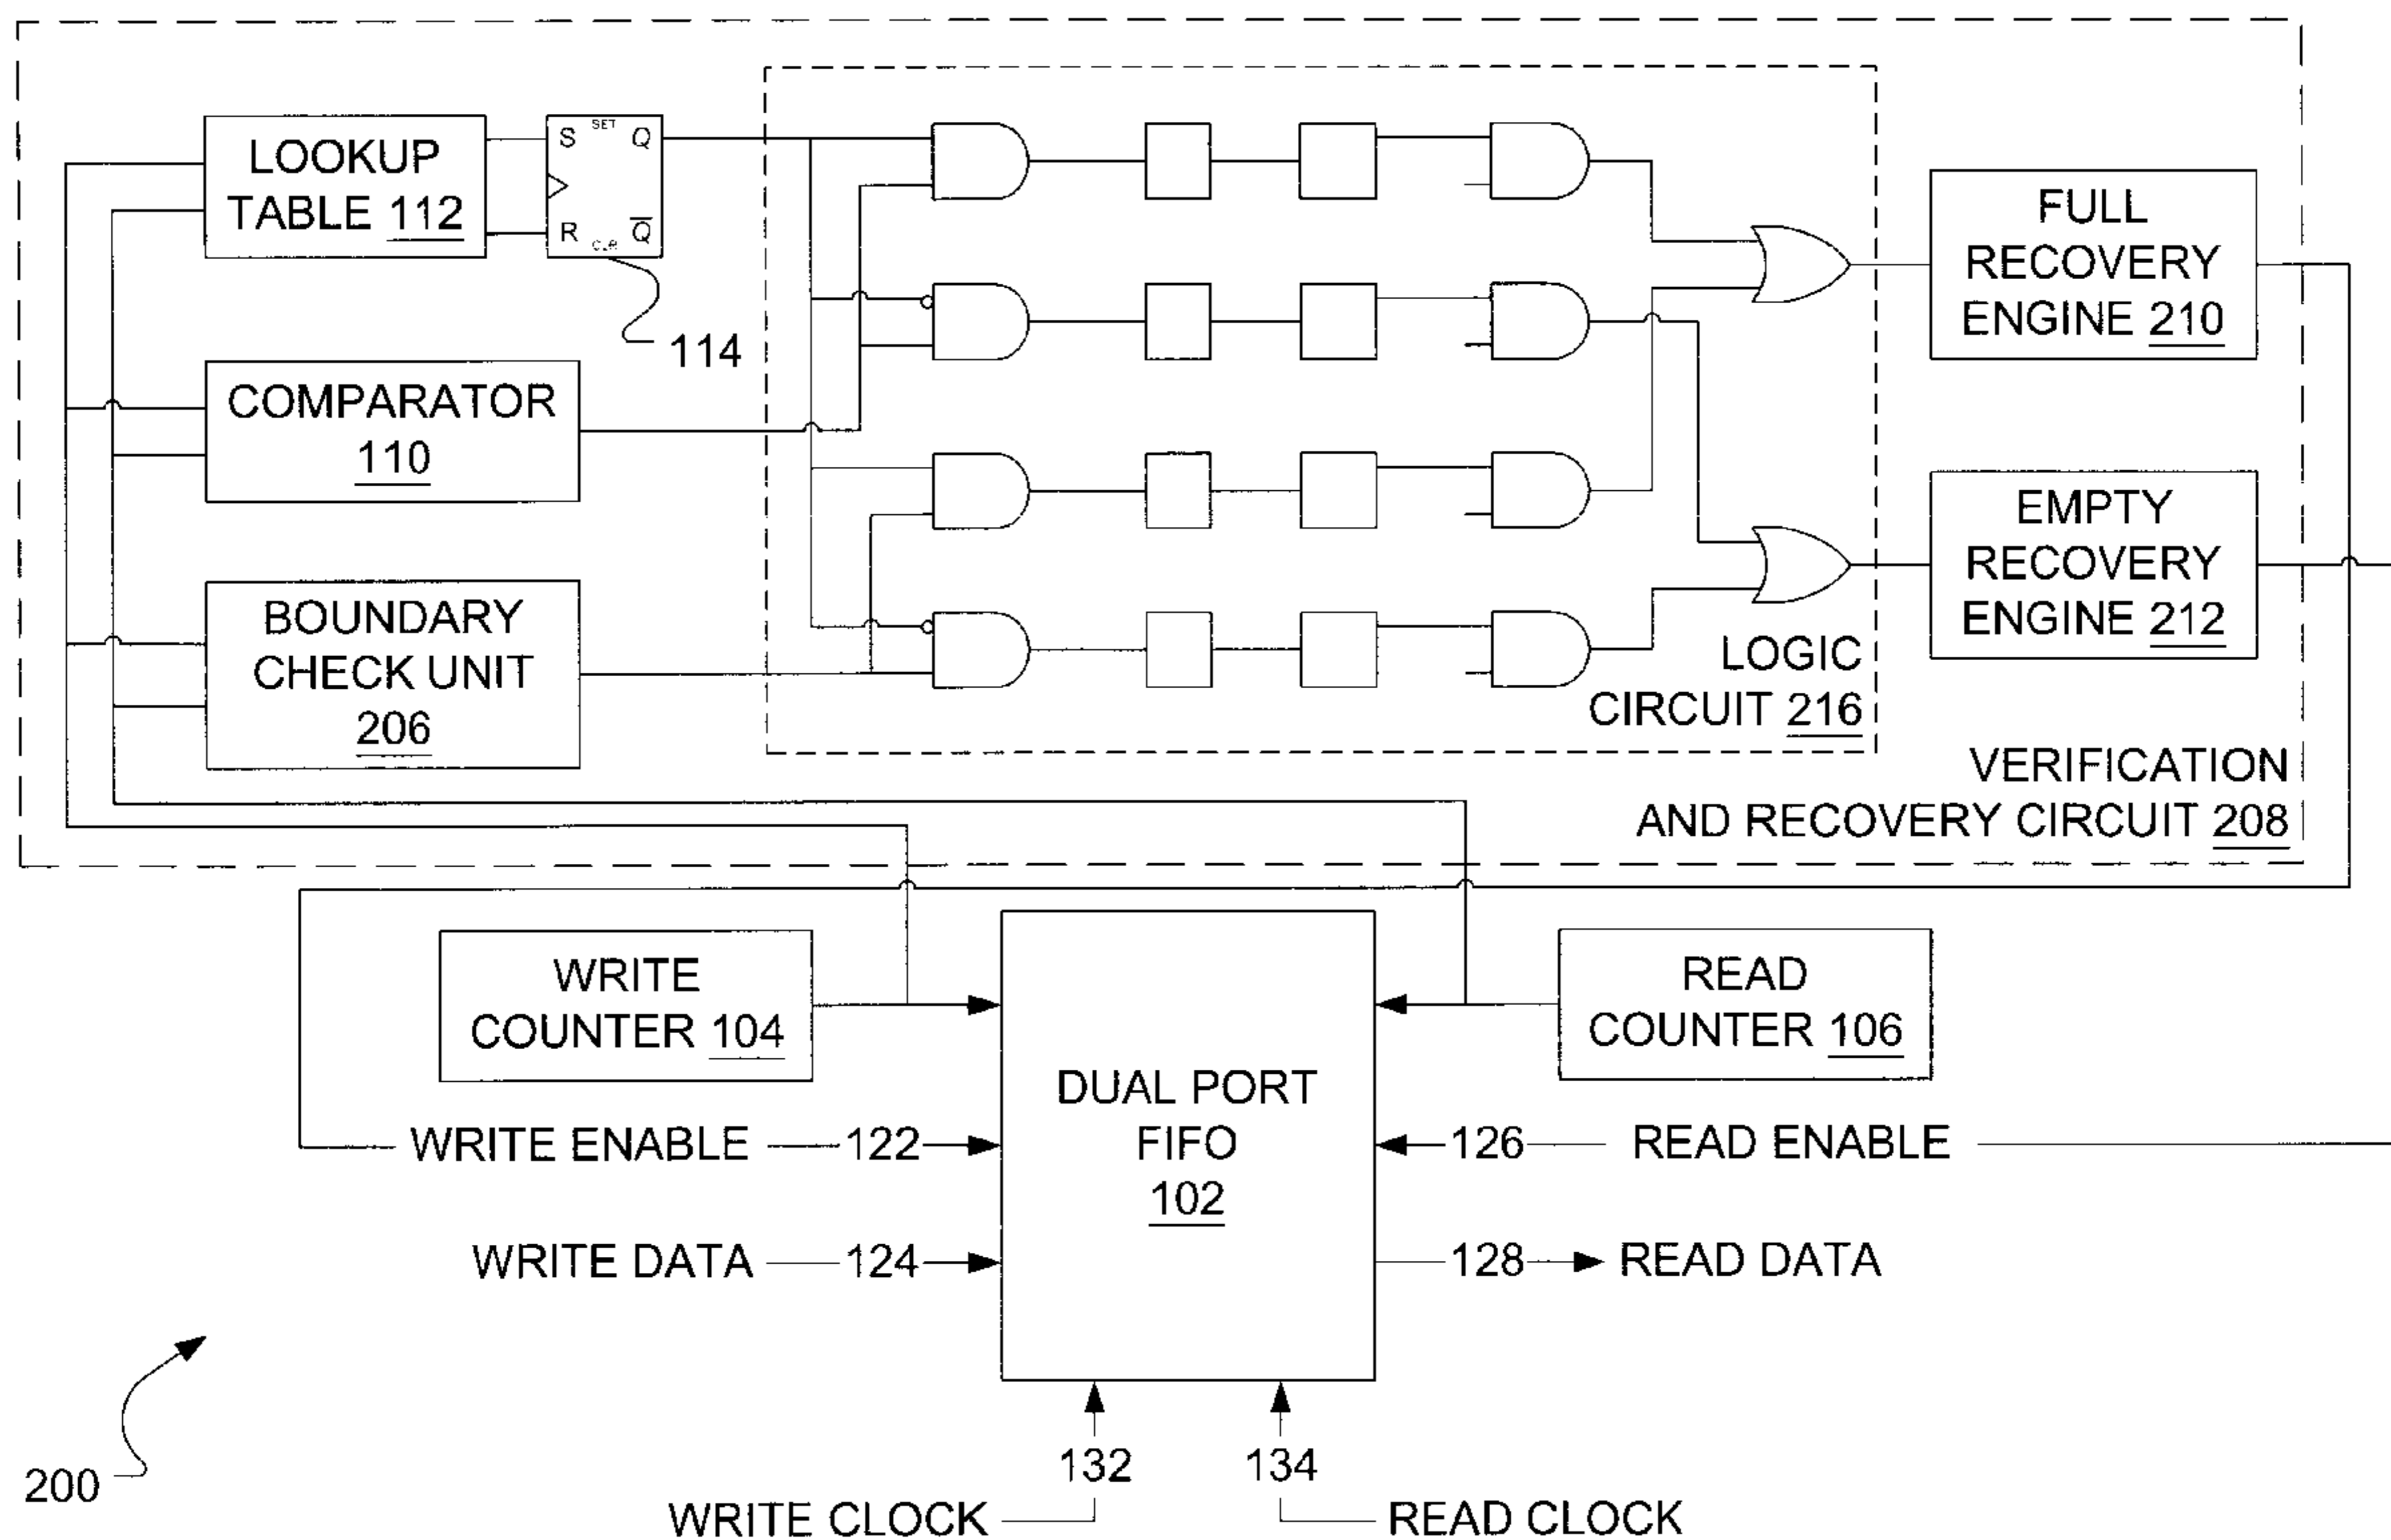 LOOKUP
TABLE 112
S SET Q
R CLR Q
114
COMPARATOR
110
BOUNDARY
CHECK UNIT
206
LOGIC
CIRCUIT 216
FULL
RECOVERY
ENGINE 210
EMPTY
RECOVERY
ENGINE 212
VERIFICATION
AND RECOVERY CIRCUIT 208
WRITE
COUNTER 104
DUAL PORT
FIFO
102
READ
COUNTER 106
WRITE ENABLE 122
126 READ ENABLE
WRITE DATA 124
128 READ DATA
132
134
WRITE CLOCK
READ CLOCK
200